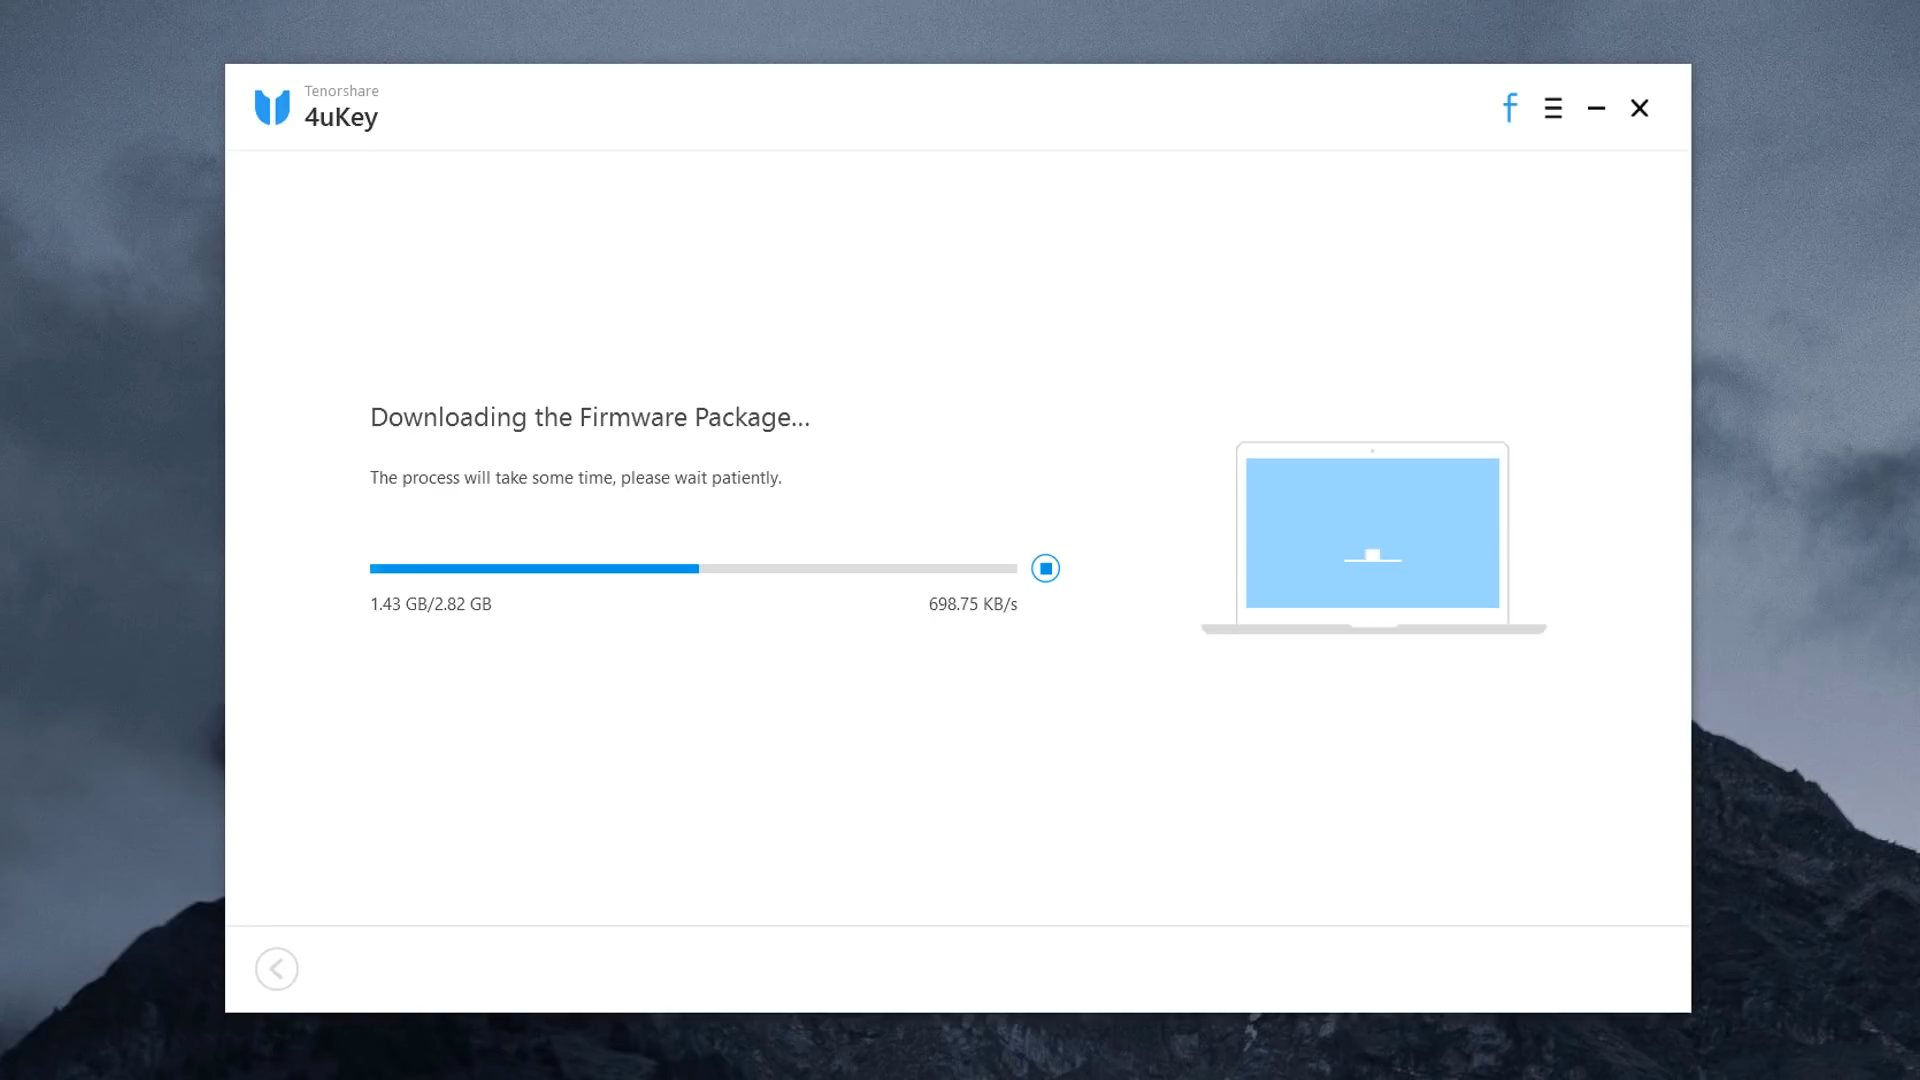 Tenorshare
4uKey
Downloading the Firmware Package...
The process will take some time, please wait patiently.
1.43 GB/2.82 GB
698.75 KB/s